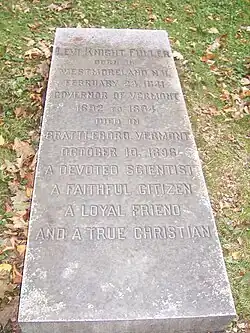 LEVI KNIGHT FULLER
BORN IN
WESTMORELAND N.H.
FEBRUARY 24, 1841
GOVERNOR OF VERMONT
1892 TO 1894
DIED IN
BRATTLEBORO VERMONT
OCTOBER 10, 1896
A DEVOTED SCIENTIST
A FAITHFUL CITIZEN
A LOYAL FRIEND
AND A TRUE CHRISTIAN